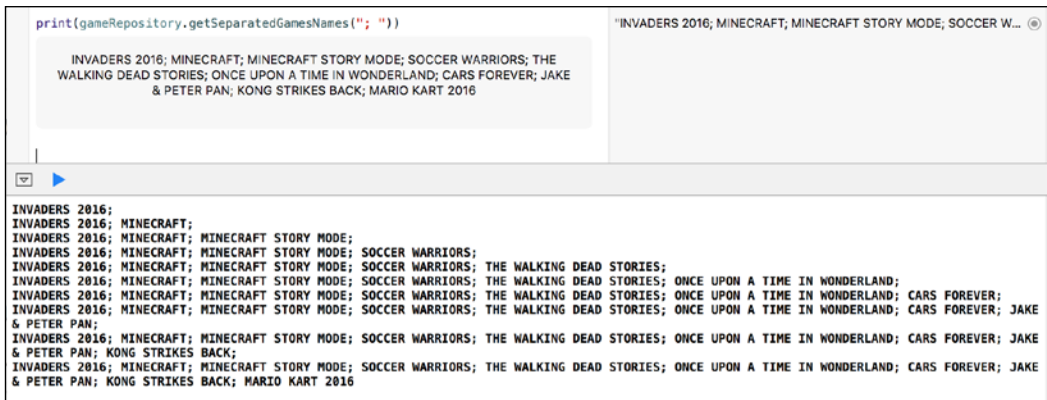 print(gameRepository.getSeparatedGamesNames("; "))
"INVADERS 2016; MINECRAFT; MINECRAFT STORY MODE; SOCCER W...
INVADERS 2016; MINECRAFT; MINECRAFT STORY MODE; SOCCER WARRIORS; THE
WALKING DEAD STORIES; ONCE UPON A TIME IN WONDERLAND; CARS FOREVER; JAKE
& PETER PAN; KONG STRIKES BACK; MARIO KART 2016
INVADERS 2016;
INVADERS 2016; MINECRAFT;
INVADERS 2016; MINECRAFT; MINECRAFT STORY MODE;
INVADERS 2016; MINECRAFT; MINECRAFT STORY MODE; SOCCER WARRIORS;
INVADERS 2016; MINECRAFT; MINECRAFT STORY MODE; SOCCER WARRIORS; THE WALKING DEAD STORIES;
INVADERS 2016; MINECRAFT; MINECRAFT STORY MODE; SOCCER WARRIORS; THE WALKING DEAD STORIES; ONCE UPON A TIME IN WONDERLAND;
INVADERS 2016; MINECRAFT; MINECRAFT STORY MODE; SOCCER WARRIORS; THE WALKING DEAD STORIES; ONCE UPON A TIME IN WONDERLAND; CARS FOREVER;
INVADERS 2016; MINECRAFT; MINECRAFT STORY MODE; SOCCER WARRIORS; THE WALKING DEAD STORIES; ONCE UPON A TIME IN WONDERLAND; CARS FOREVER; JAKE
& PETER PAN;
INVADERS 2016; MINECRAFT; MINECRAFT STORY MODE; SOCCER WARRIORS; THE WALKING DEAD STORIES; ONCE UPON A TIME IN WONDERLAND; CARS FOREVER; JAKE
& PETER PAN; KONG STRIKES BACK;
INVADERS 2016; MINECRAFT; MINECRAFT STORY MODE; SOCCER WARRIORS; THE WALKING DEAD STORIES; ONCE UPON A TIME IN WONDERLAND; CARS FOREVER; JAKE
& PETER PAN; KONG STRIKES BACK; MARIO KART 2016